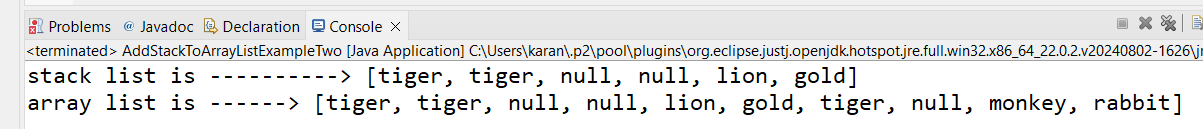 Problems @ Javadoc Declaration Console
<terminated> AddStackToArrayListExampleTwo [Java Application] C:\Users\karan\.p2\pool\plugins\org.eclipse.justj.openjdk.hotspot.jre.full.win32.x86_64_22.0.2.v20240802-1626\j
stack list is ----------> [tiger, tiger, null, null, lion, gold]
array list is ------> [tiger, tiger, null, null, lion, gold, tiger, null, monkey, rabbit]